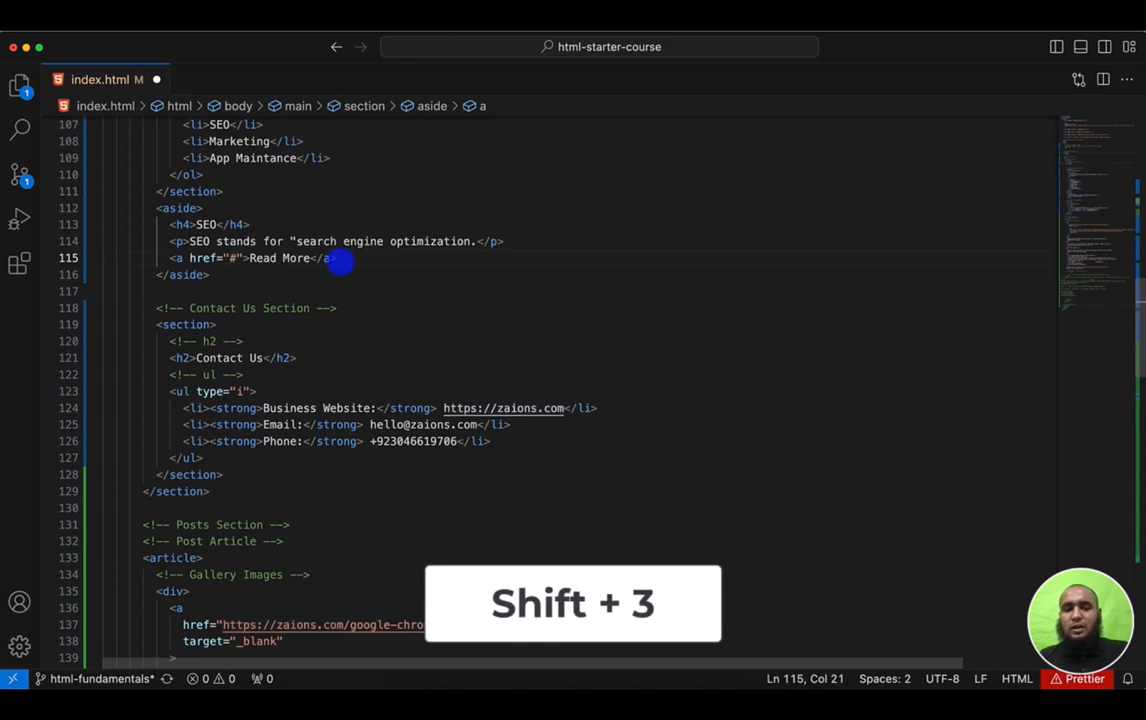 html-starter-course
index.html M
index.html > html > body > main > section > aside > a
107 <li>SEO</li>
108 <li>Marketing</li>
109 <li>App Maintance</li>
110 </ol>
111 </section>
112 <aside>
113 <h4>SEO</h4>
114 <p>SEO stands for "search engine optimization.</p>
115 <a href="#">Read More</a>
116 </aside>
117
118 <!-- Contact Us Section -->
119 <section>
120 <!-- h2 -->
121 <h2>Contact Us</h2>
122 <!-- ul -->
123 <ul type="i">
124 <li><strong>Business Website:</strong> https://zaions.com</li>
125 <li><strong>Email:</strong> hello@zaions.com</li>
126 <li><strong>Phone:</strong> +923046619706</li>
127 </ul>
128 </section>
129 </section>
130
131 <!-- Posts Section -->
132 <!-- Post Article -->
133 <article>
134 <!-- Gallery Images -->
135 <div>
136 <a
137 href="https://zaions.com/google-chro
138 target="_blank"
139 >
Shift + 3
1
1
html-fundamentals* 0 0 0 Ln 115, Col 21 Spaces: 2 UTF-8 LF HTML Prettier